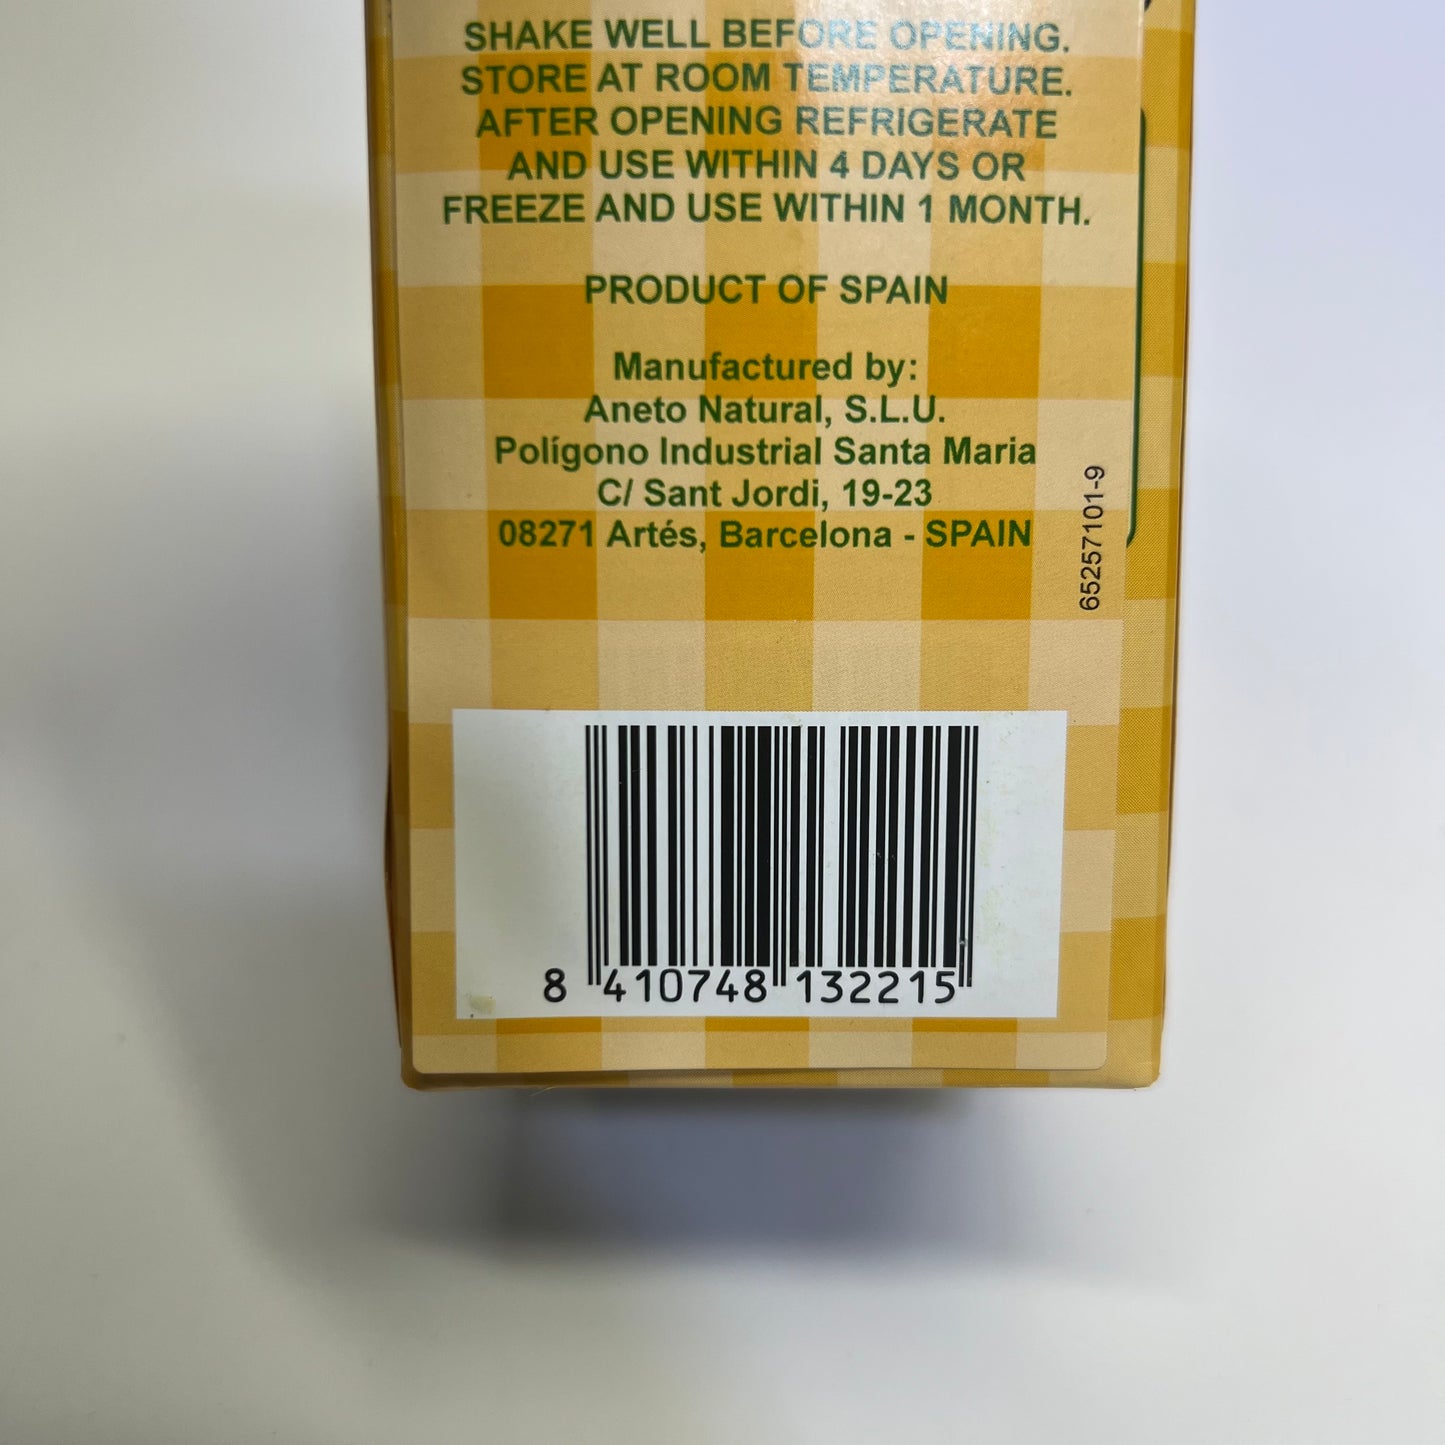 SHAKE WELL BEFORE OPENING.
STORE AT ROOM TEMPERATURE.
AFTER OPENING REFRIGERATE
AND USE WITHIN 4 DAYS OR
FREEZE AND USE WITHIN 1 MONTH.
PRODUCT OF SPAIN
Manufactured by:
Aneto Natural, S.L.U.
Polígono Industrial Santa Maria
C/ Sant Jordi, 19-23
08271 Artés, Barcelona - SPAIN
65257101-9
8 410748 132215